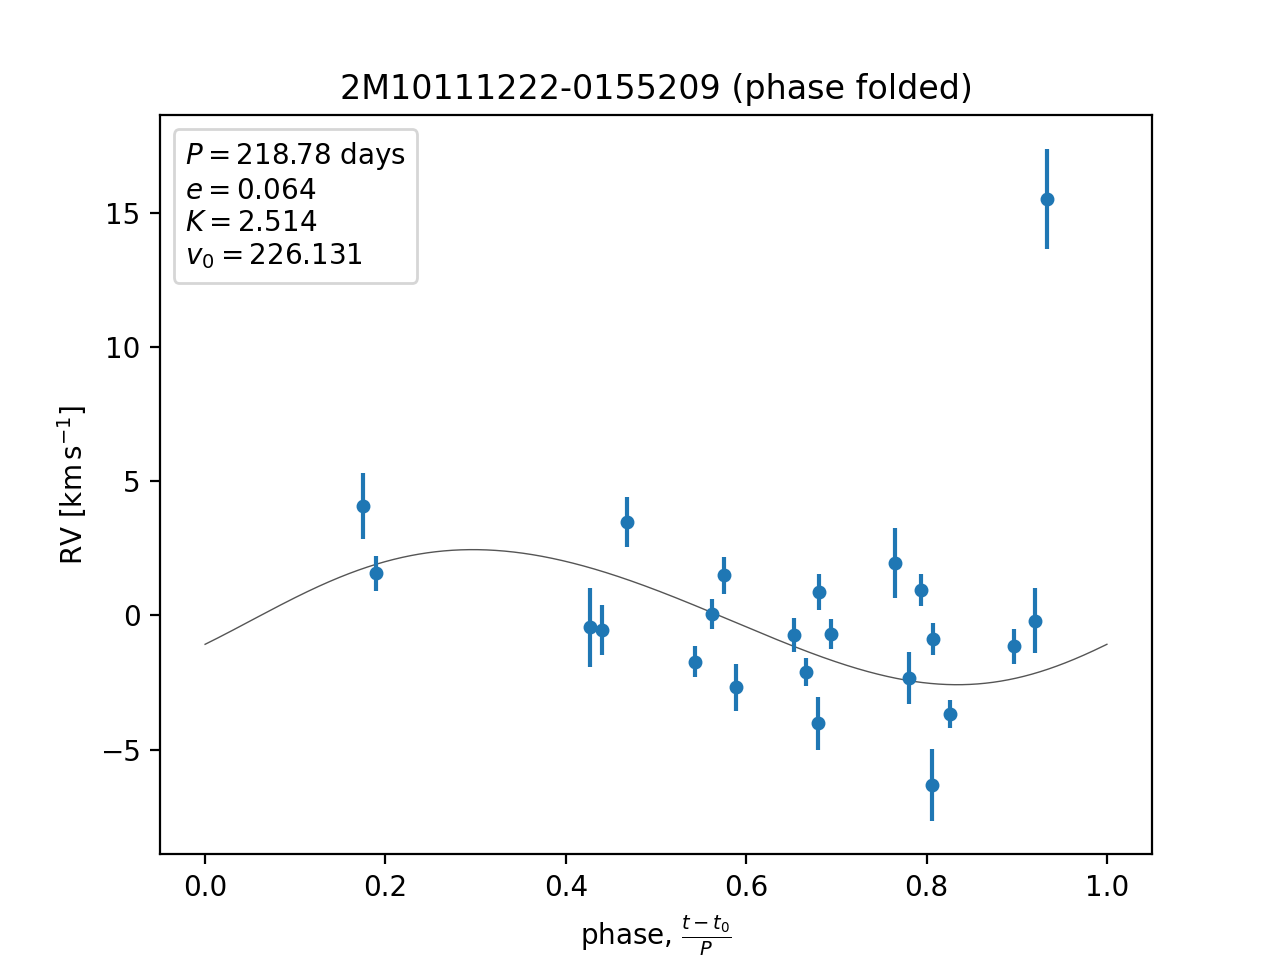 2M10111222-0155209 (phase folded)
P = 218.78 days
e = 0.064
K = 2.514
v₀ = 226.131
15
10
5
0
−5
RV [km s⁻¹]
0.0 0.2 0.4 0.6 0.8 1.0
phase, (t − t₀)/P